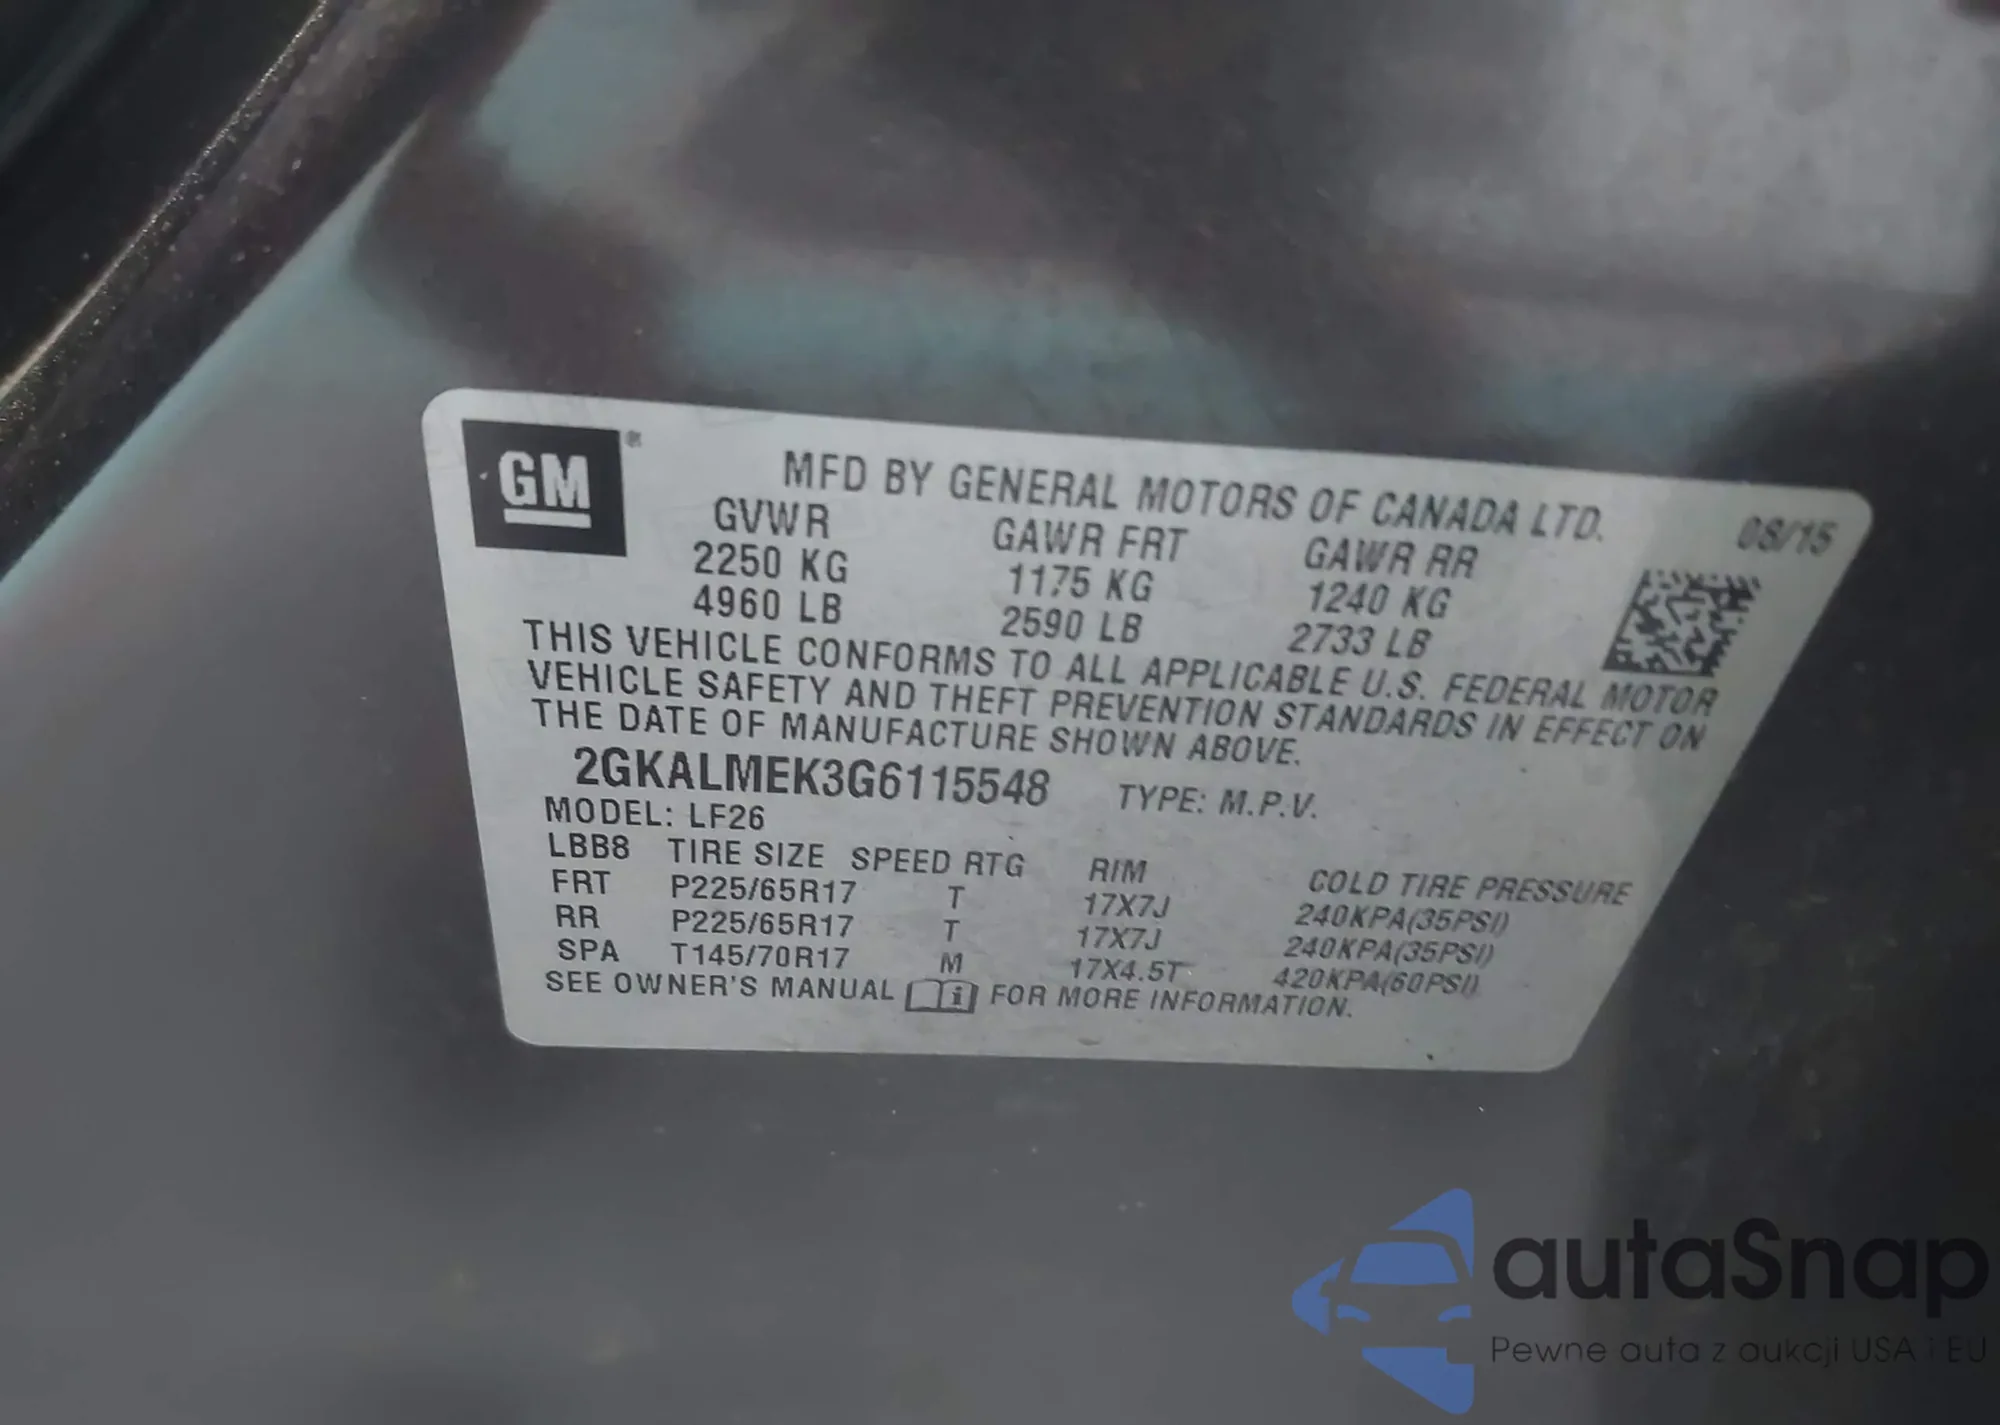 GM ®
MFD BY GENERAL MOTORS OF CANADA LTD.
08/15
GVWR GAWR FRT GAWR RR
2250 KG 1175 KG 1240 KG
4960 LB 2590 LB 2733 LB
THIS VEHICLE CONFORMS TO ALL APPLICABLE U.S. FEDERAL MOTOR
VEHICLE SAFETY AND THEFT PREVENTION STANDARDS IN EFFECT ON
THE DATE OF MANUFACTURE SHOWN ABOVE.
2GKALMEK3G6115548 TYPE: M.P.V.
MODEL: LF26
LBB8 TIRE SIZE SPEED RTG RIM COLD TIRE PRESSURE
FRT P225/65R17 T 17X7J 240KPA(35PSI)
RR P225/65R17 T 17X7J 240KPA(35PSI)
SPA T145/70R17 M 17X4.5T 420KPA(60PSI)
SEE OWNER'S MANUAL i FOR MORE INFORMATION.
autaSnap
Pewne auta z aukcji USA i EU